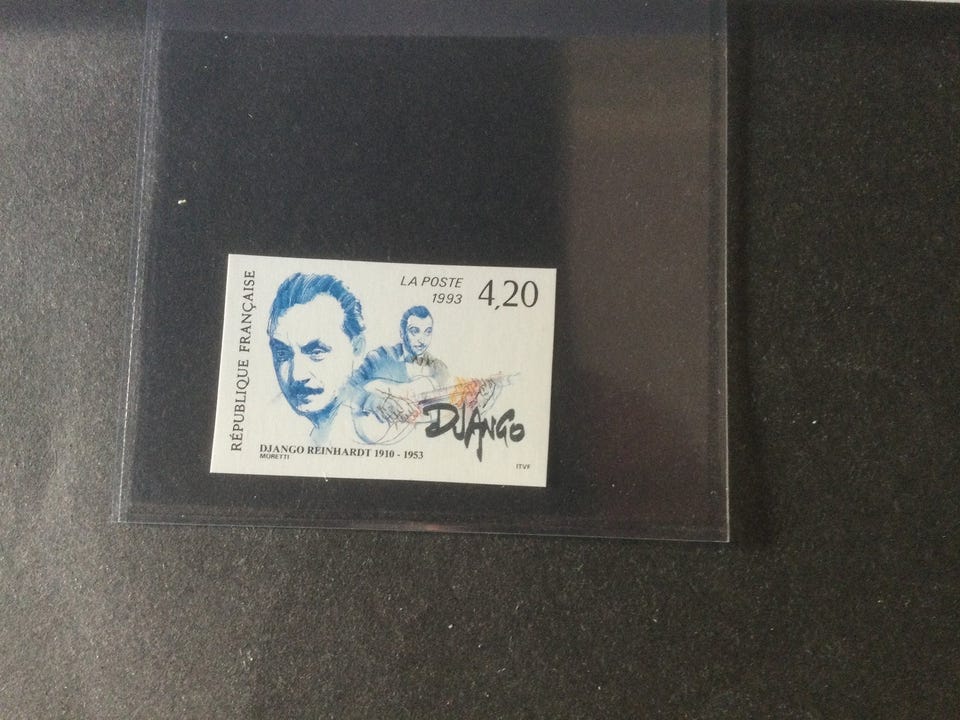 RÉPUBLIQUE FRANÇAISE
LA POSTE
1993
4,20
DJANGO
DJANGO REINHARDT 1910 - 1953
MORETTI
ITVF